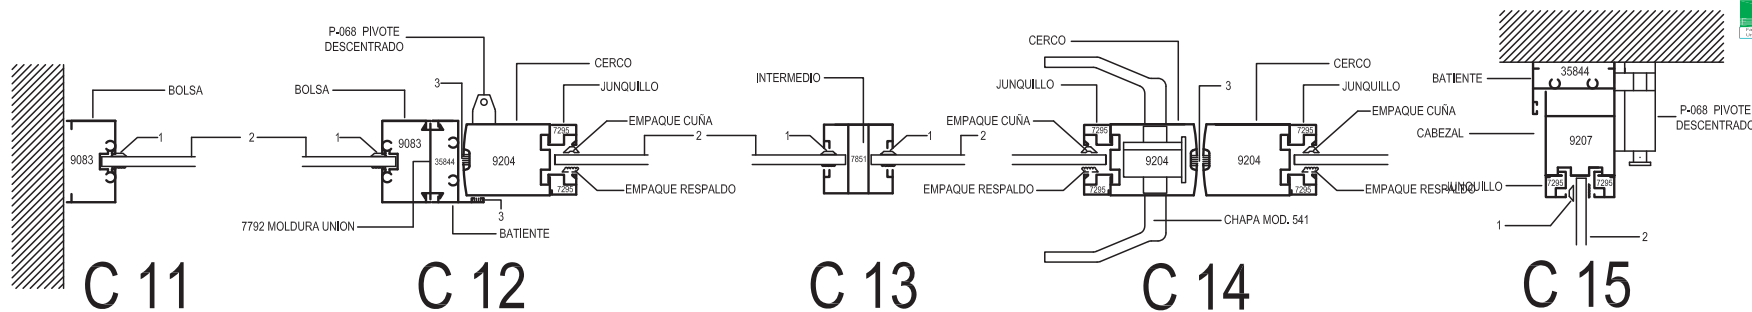 BOLSA
9083
1
2
C 11
P-068 PIVOTE
DESCENTRADO
BOLSA
3
CERCO
JUNQUILLO
1
9083
35844
9204
7295
EMPAQUE CUÑA
2
EMPAQUE RESPALDO
7295
3
7792 MOLDURA UNION
BATIENTE
C 12
INTERMEDIO
1
7851
1
2
C 13
CERCO
JUNQUILLO
3
CERCO
JUNQUILLO
EMPAQUE CUÑA
7295
9204
9204
7295
EMPAQUE CUÑA
EMPAQUE RESPALDO
7295
7295
EMPAQUE RESPALDO
CHAPA MOD. 541
C 14
35844
BATIENTE
P-068 PIVOTE
DESCENTRADO
CABEZAL
9207
JUNQUILLO
7295
7295
1
2
C 15